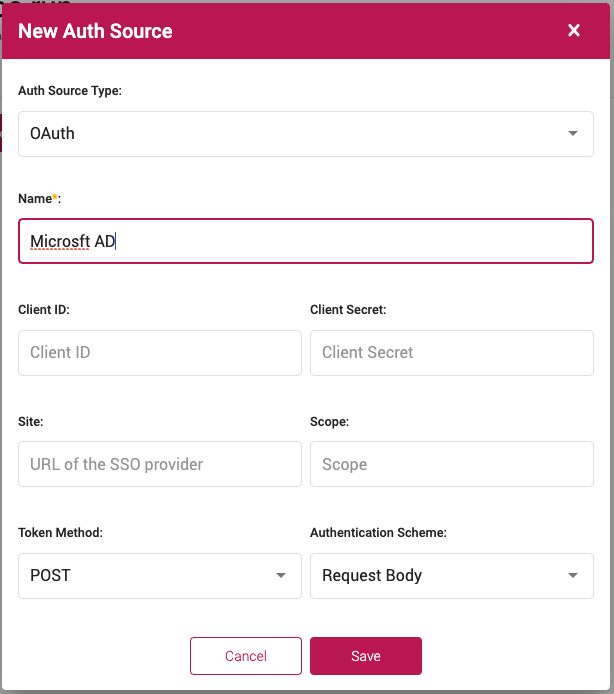 New Auth Source
Auth Source Type:
OAuth
Name*:
Microsft AD
Client ID: Client Secret:
Client ID Client Secret
Site: Scope:
URL of the SSO provider Scope
Token Method: Authentication Scheme:
POST Request Body
Cancel Save